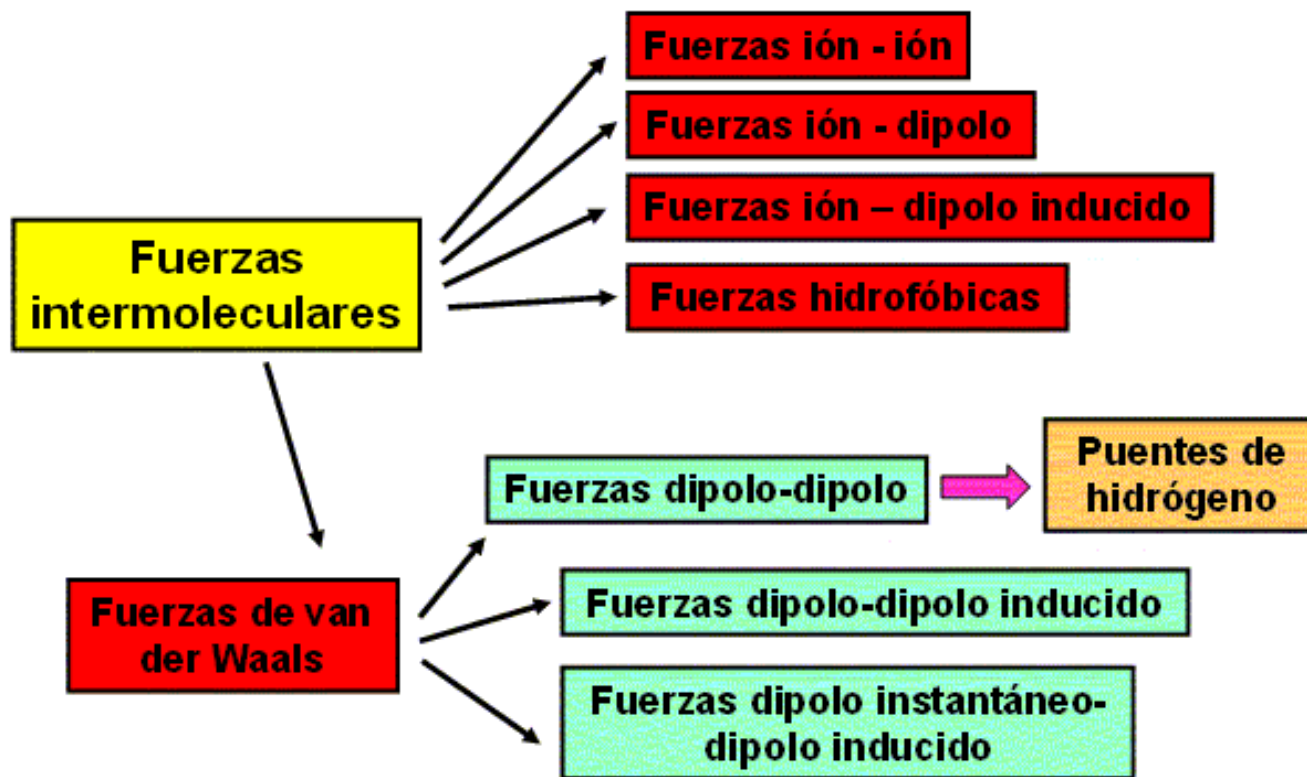 Fuerzas ión - ión
Fuerzas ión - dipolo
Fuerzas ión – dipolo inducido
Fuerzas
intermoleculares
Fuerzas hidrofóbicas
Fuerzas dipolo-dipolo
Puentes de
hidrógeno
Fuerzas de van
der Waals
Fuerzas dipolo-dipolo inducido
Fuerzas dipolo instantáneo-
dipolo inducido